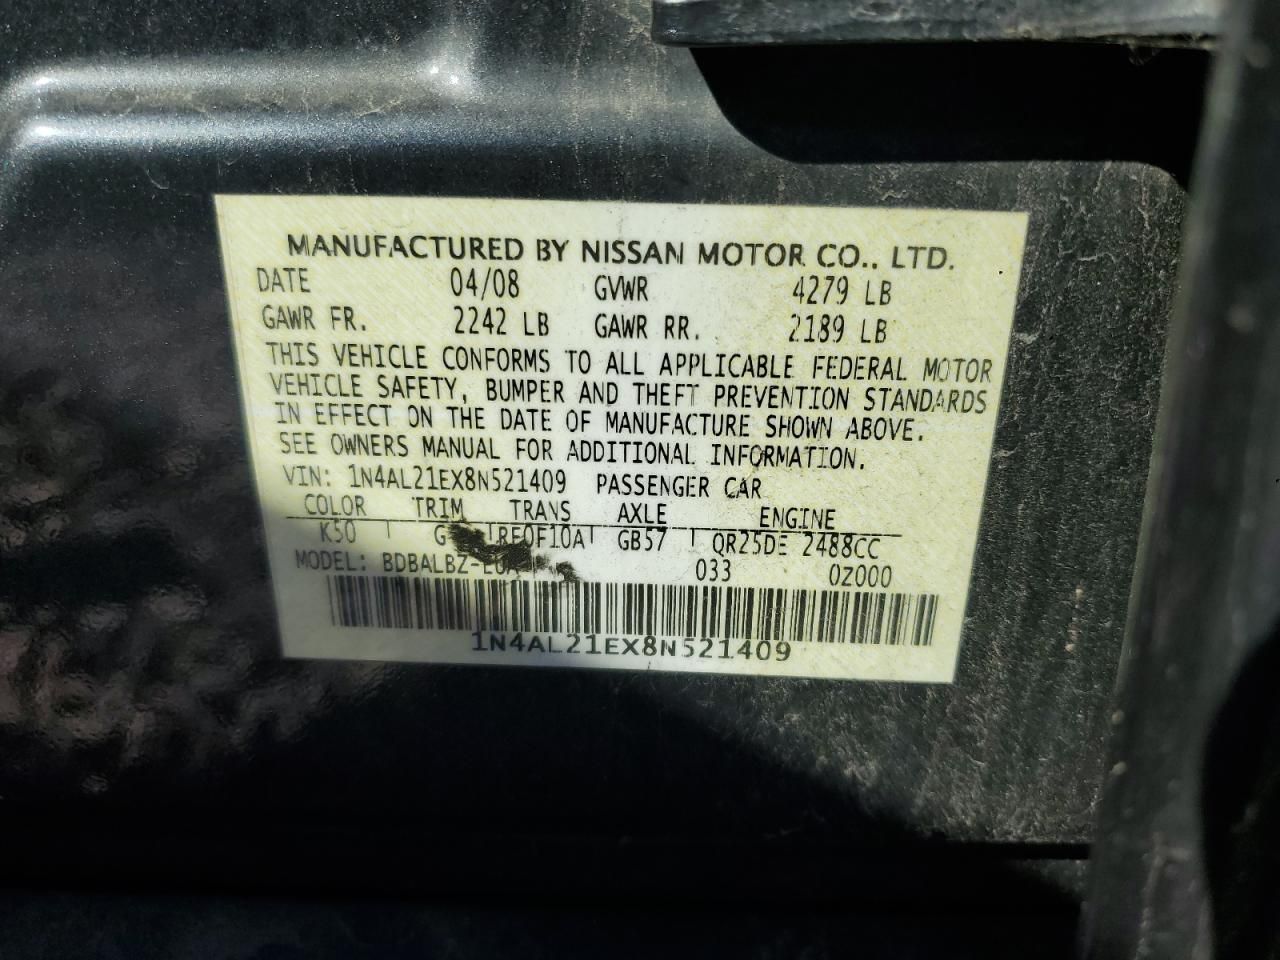 MANUFACTURED BY NISSAN MOTOR CO., LTD.
DATE 04/08 GVWR 4279 LB
GAWR FR. 2242 LB GAWR RR. 2189 LB
THIS VEHICLE CONFORMS TO ALL APPLICABLE FEDERAL MOTOR
VEHICLE SAFETY, BUMPER AND THEFT PREVENTION STANDARDS
IN EFFECT ON THE DATE OF MANUFACTURE SHOWN ABOVE.
SEE OWNERS MANUAL FOR ADDITIONAL INFORMATION.
VIN: 1N4AL21EX8N521409 PASSENGER CAR
COLOR TRIM TRANS AXLE ENGINE
K50 RE0F10A GB57 QR25DE 2488CC
MODEL: 033 0Z000
1N4AL21EX8N521409